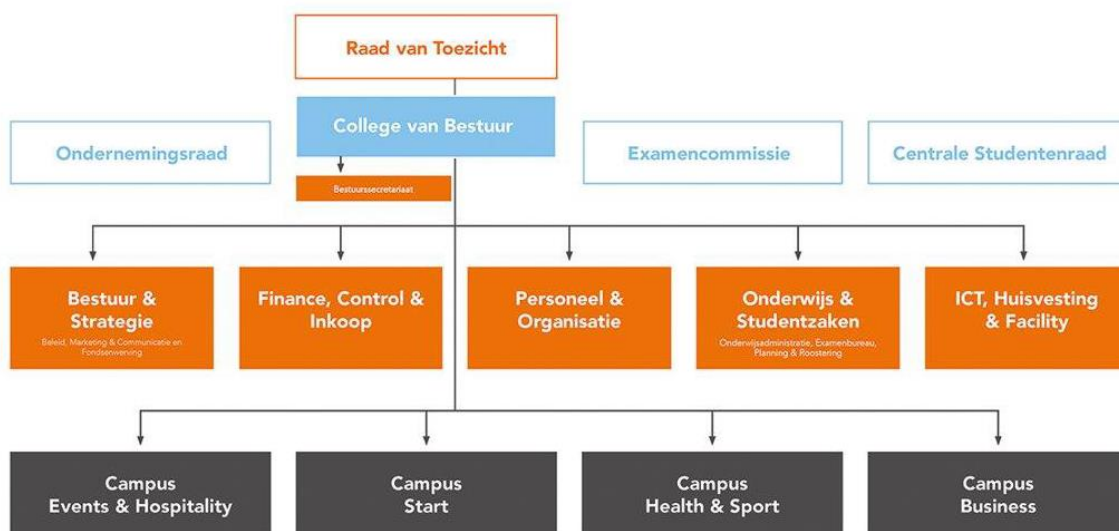 Raad van Toezicht
College van Bestuur
Ondernemingsraad
Examencommissie
Centrale Studentenraad
Bestuurssecretariaat
Bestuur &
Strategie
Beleid, Marketing & Communicatie en
Fondsenwerving
Finance, Control &
Inkoop
Personeel &
Organisatie
Onderwijs &
Studentzaken
Onderwijsadministratie, Examenbureau,
Planning & Roostering
ICT, Huisvesting
& Facility
Campus
Events & Hospitality
Campus
Start
Campus
Health & Sport
Campus
Business